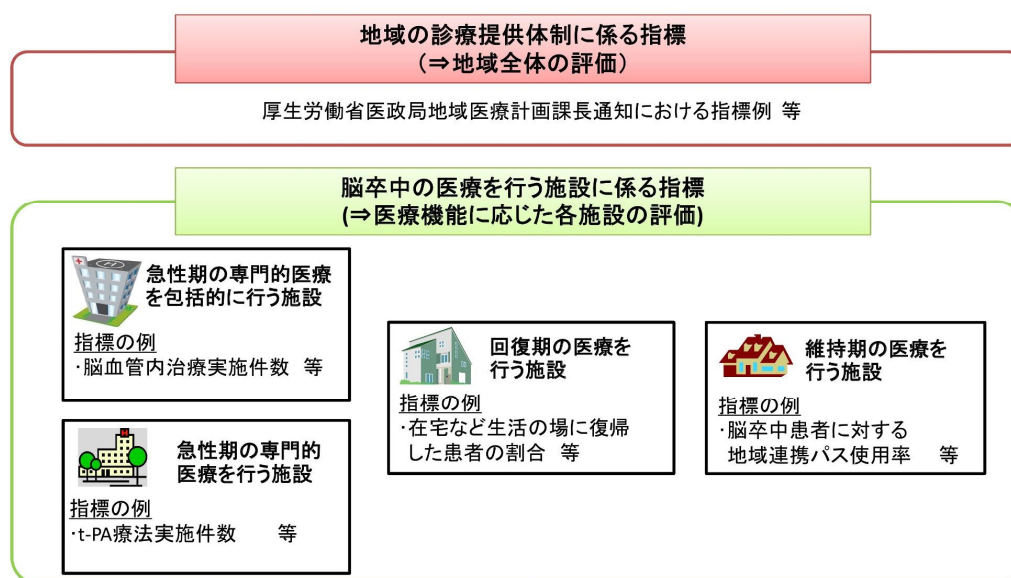 地域の診療提供体制に係る指標
(⇒地域全体の評価)
厚生労働省医政局地域医療計画課長通知における指標例 等
脳卒中の医療を行う施設に係る指標
(⇒医療機能に応じた各施設の評価)
急性期の専門的医療
を包括的に行う施設
指標の例
・脳血管内治療実施件数 等
急性期の専門的
医療を行う施設
指標の例
・t-PA療法実施件数 等
回復期の医療を
行う施設
指標の例
・在宅など生活の場に復帰
した患者の割合 等
維持期の医療を
行う施設
指標の例
・脳卒中患者に対する
地域連携パス使用率 等